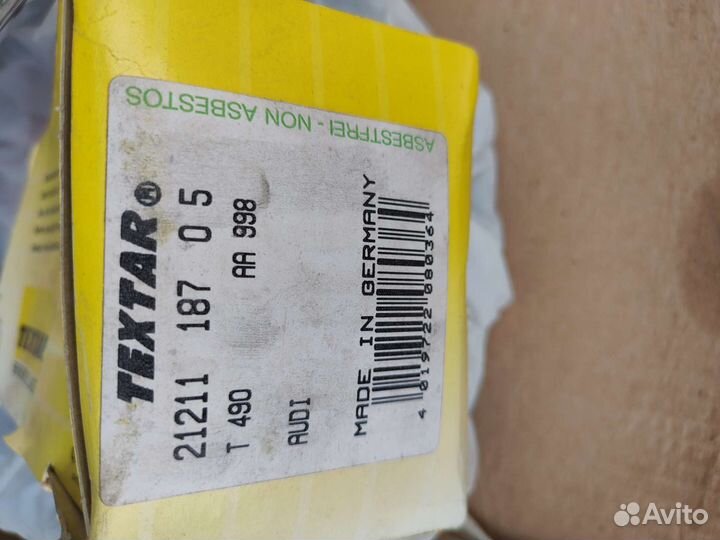 ASBESTFREI - NON ASBESTOS
TEXTAR®
21211 187 0 5
T 490 AA 998
AUDI
MADE IN GERMANY
4 019722 080364
Avito